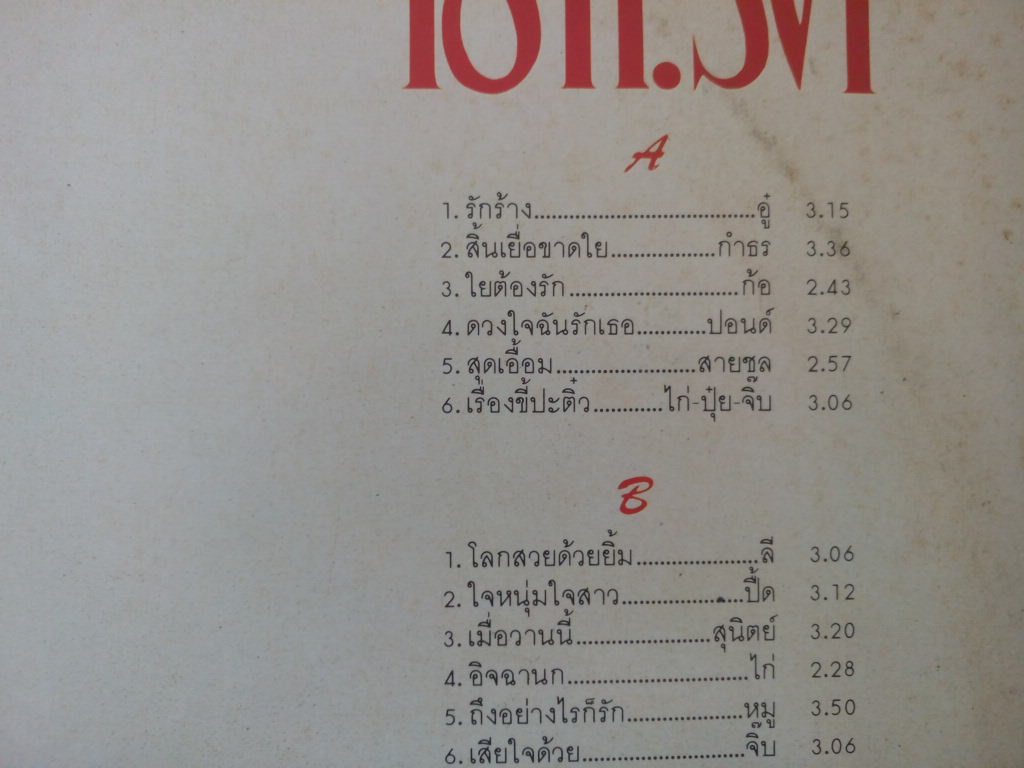 A
1. รักร้าง....................................อู๋ 3.15
2. สิ้นเยื่อขาดใย..................กำธร 3.36
3. ใยต้องรัก.............................ก้อ 2.43
4. ดวงใจฉันรักเธอ............ปอนด์ 3.29
5. สุดเอื้อม........................สายชล 2.57
6. เรื่องขี้ปะติ๋ว............ไก่-ปุ๋ย-จิ๊บ 3.06
B
1. โลกสวยด้วยยิ้ม.....................ลี 3.06
2. ใจหนุ่มใจสาว.....................ปื๊ด 3.12
3. เมื่อวานนี้.......................สุนิตย์ 3.20
4. อิจฉานก...............................ไก่ 2.28
5. ถึงอย่างไรก็รัก....................หมู 3.50
6. เสียใจด้วย............................จิ๊บ 3.06